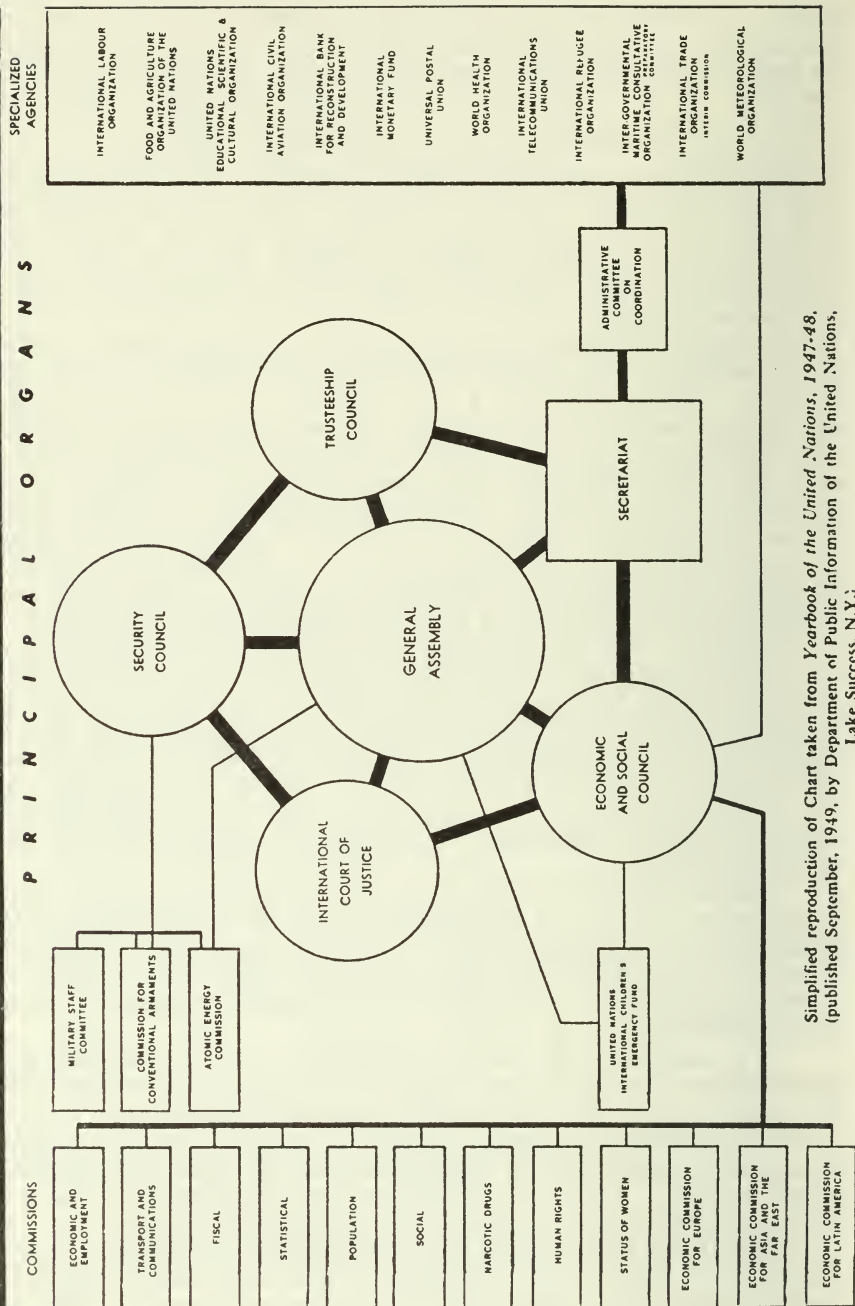 PRINCIPAL ORGANS
SPECIALIZED
AGENCIES
INTERNATIONAL LABOUR
ORGANIZATION
FOOD AND AGRICULTURE
ORGANIZATION OF THE
UNITED NATIONS
UNITED NATIONS
EDUCATIONAL SCIENTIFIC &
CULTURAL ORGANIZATION
INTERNATIONAL CIVIL
AVIATION ORGANIZATION
INTERNATIONAL BANK
FOR RECONSTRUCTION
AND DEVELOPMENT
INTERNATIONAL
MONETARY FUND
UNIVERSAL POSTAL
UNION
WORLD HEALTH
ORGANIZATION
INTERNATIONAL
TELECOMMUNICATIONS
UNION
INTERNATIONAL REFUGEE
ORGANIZATION
INTER-GOVERNMENTAL
MARITIME CONSULTATIVE
ORGANIZATION PREPARATORY
COMMITTEE
INTERNATIONAL TRADE
ORGANIZATION
INTERIM COMMISSION
WORLD METEOROLOGICAL
ORGANIZATION
SECURITY
COUNCIL
TRUSTEESHIP
COUNCIL
GENERAL
ASSEMBLY
INTERNATIONAL
COURT OF
JUSTICE
ECONOMIC
AND SOCIAL
COUNCIL
SECRETARIAT
ADMINISTRATIVE
COMMITTEE
ON
COORDINATION
MILITARY STAFF
COMMITTEE
COMMISSION FOR
CONVENTIONAL ARMAMENTS
ATOMIC ENERGY
COMMISSION
UNITED NATIONS
INTERNATIONAL CHILDREN S
EMERGENCY FUND
COMMISSIONS
ECONOMIC AND
EMPLOYMENT
TRANSPORT AND
COMMUNICATIONS
FISCAL
STATISTICAL
POPULATION
SOCIAL
NARCOTIC DRUGS
HUMAN RIGHTS
STATUS OF WOMEN
ECONOMIC COMMISSION
FOR EUROPE
ECONOMIC COMMISSION
FOR ASIA AND THE
FAR EAST
ECONOMIC COMMISSION
FOR LATIN AMERICA
Simplified reproduction of Chart taken from Yearbook of the United Nations, 1947-48,
(published September, 1949, by Department of Public Information of the United Nations,
Lake Success, N.Y.)